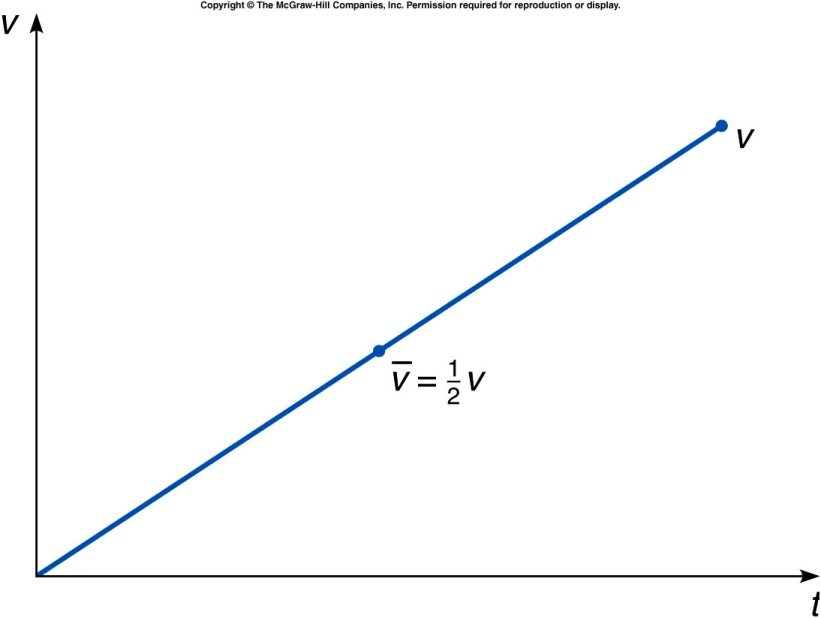 Copyright © The McGraw-Hill Companies, Inc. Permission required for reproduction or display.
v
v
v̅ = ½ v
t